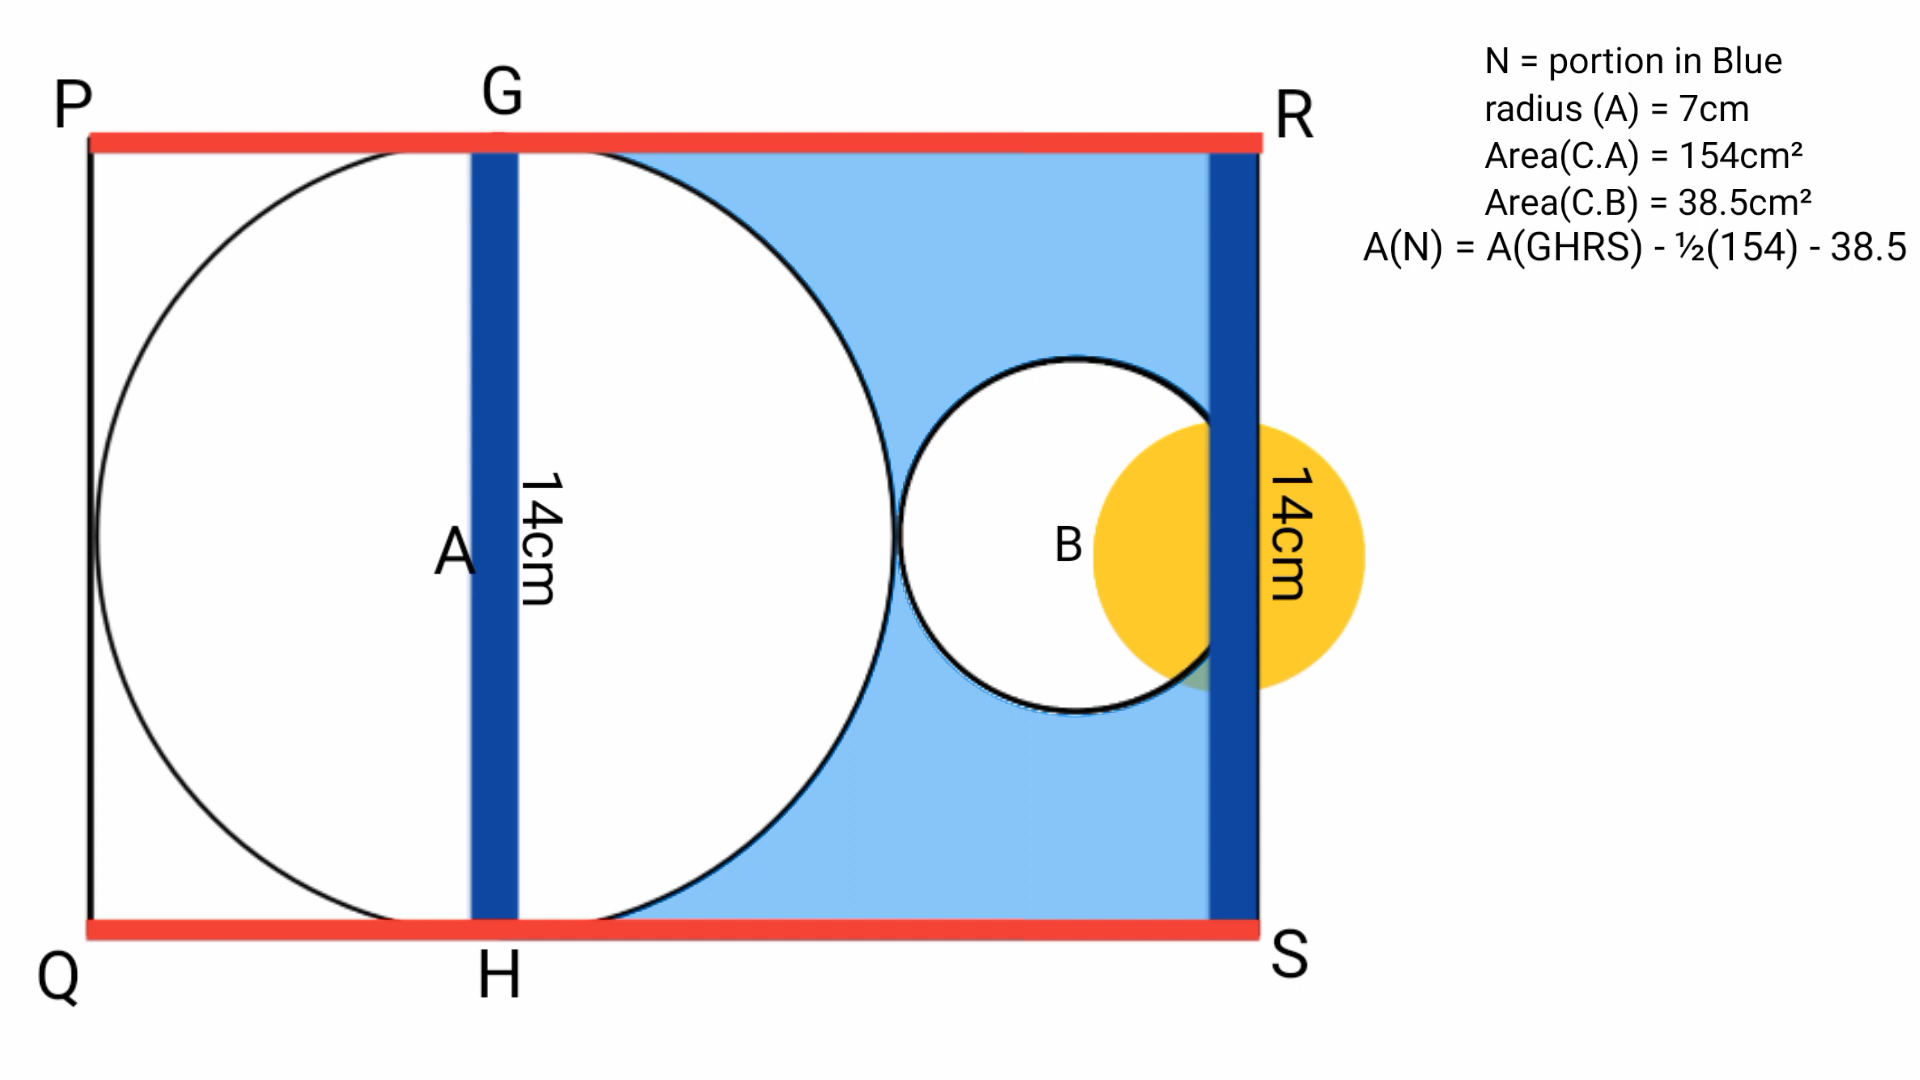 P
G
R
N = portion in Blue
radius (A) = 7cm
Area(C.A) = 154cm²
Area(C.B) = 38.5cm²
A(N) = A(GHRS) - ½(154) - 38.5
A
14cm
B
14cm
Q
H
S